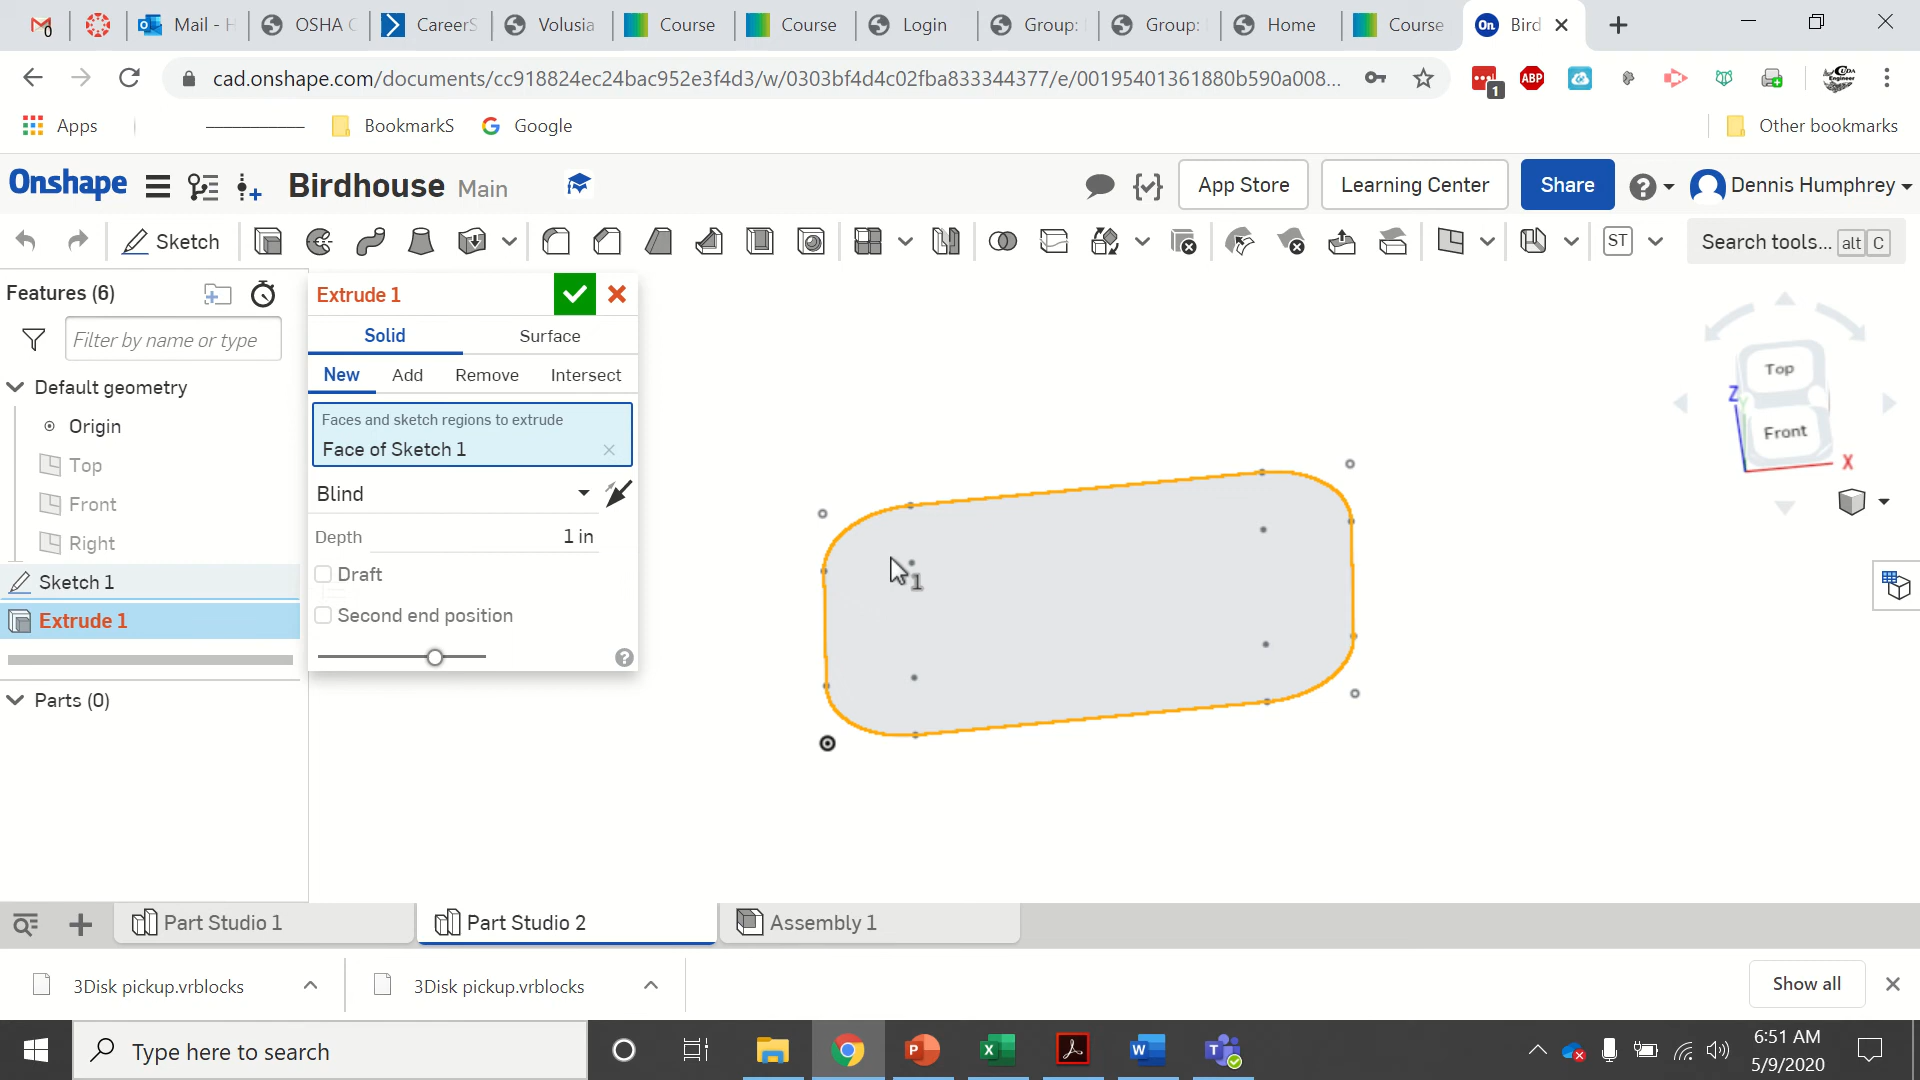 Mail - H
OSHA C
CareerS
Volusia
Course
Course
Login
Group:
Group:
Home
Course
On
Bird
cad.onshape.com/documents/cc918824ec24bac952e3f4d3/w/0303bf4d4c02fba833344377/e/00195401361880b590a008...
ABP
1
Apps
BookmarkS
Google
Other bookmarks
Onshape
Birdhouse Main
App Store
Learning Center
Share
Dennis Humphrey
Sketch
ST
Search tools... alt C
Features (6)
Filter by name or type
Default geometry
Origin
Top
Front
Right
Sketch 1
Extrude 1
Parts (0)
Extrude 1
Solid
Surface
New
Add
Remove
Intersect
Faces and sketch regions to extrude
Face of Sketch 1
Blind
Depth
1 in
Draft
Second end position
1
Top
Front
Z
Y
X
Part Studio 1
Part Studio 2
Assembly 1
3Disk pickup.vrblocks
3Disk pickup.vrblocks
Show all
Type here to search
6:51 AM
5/9/2020